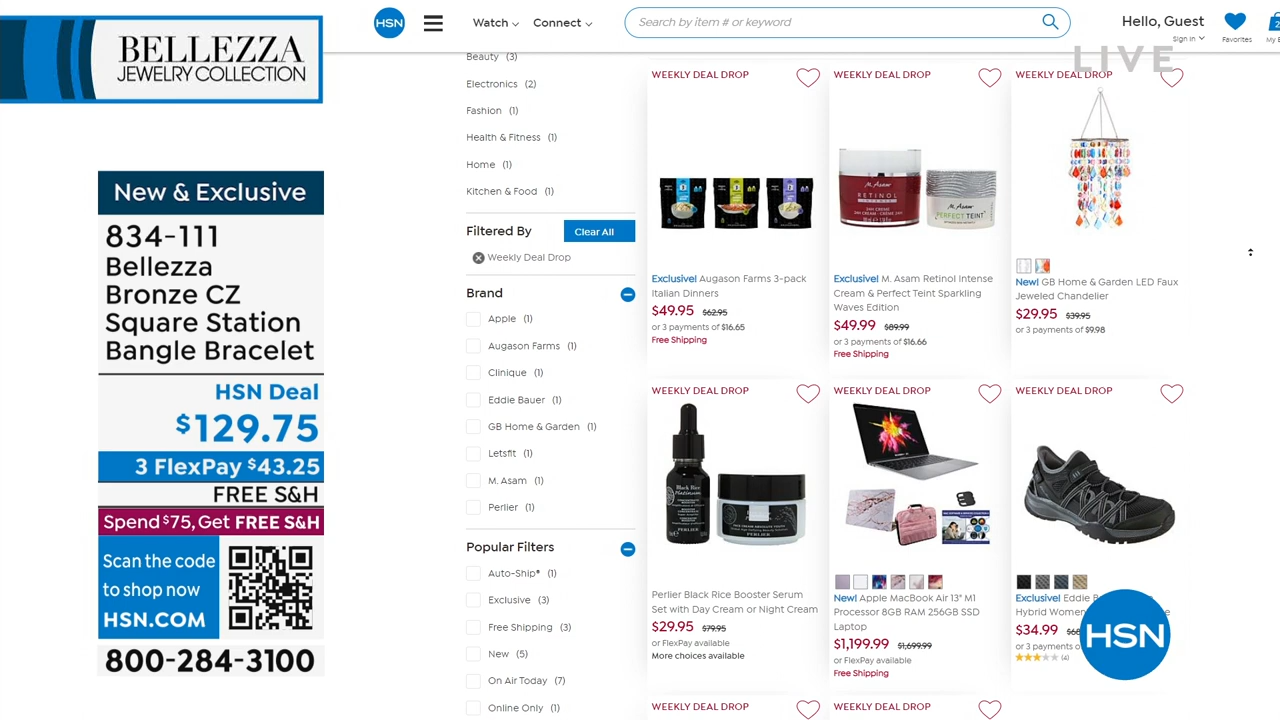 BELLEZZA
JEWELRY COLLECTION
New & Exclusive
834-111
Bellezza
Bronze CZ
Square Station
Bangle Bracelet
HSN Deal
$129.75
3 FlexPay $43.25
FREE S&H
Spend $75, Get FREE S&H
Scan the code
to shop now
HSN.COM
800-284-3100
HSN
Watch
Connect
Search by item # or keyword
Hello, Guest
Sign In
Favorites
LIVE
Beauty (3)
Electronics (2)
Fashion (1)
Health & Fitness (1)
Home (1)
Kitchen & Food (1)
Filtered By
Clear All
Weekly Deal Drop
Brand
Apple (1)
Augason Farms (1)
Clinique (1)
Eddie Bauer (1)
GB Home & Garden (1)
Letsfit (1)
M. Asam (1)
Perlier (1)
Popular Filters
Auto-Ship® (1)
Exclusive (3)
Free Shipping (3)
New (5)
On Air Today (7)
Online Only (1)
WEEKLY DEAL DROP
Exclusive! Augason Farms 3-pack
Italian Dinners
$49.95 $62.95
or 3 payments of $16.65
Free Shipping
WEEKLY DEAL DROP
M. Asam
RETINOL
INTENSE
M. Asam
PERFECT TEINT
Exclusive! M. Asam Retinol Intense
Cream & Perfect Teint Sparkling
Waves Edition
$49.99 $89.99
or 3 payments of $16.66
Free Shipping
WEEKLY DEAL DROP
New! GB Home & Garden LED Faux
Jeweled Chandelier
$29.95 $39.95
or 3 payments of $9.98
WEEKLY DEAL DROP
Black Rice
Platinum
PERLIER
PERLIER
Perlier Black Rice Booster Serum
Set with Day Cream or Night Cream
$29.95 $79.95
or FlexPay available
More choices available
WEEKLY DEAL DROP
New! Apple MacBook Air 13" M1
Processor 8GB RAM 256GB SSD
Laptop
$1,199.99 $1,699.99
or FlexPay available
Free Shipping
WEEKLY DEAL DROP
Exclusive! Eddie
Hybrid
$34.99
or 3 payments
(4)
HSN
WEEKLY DEAL DROP
WEEKLY DEAL DROP